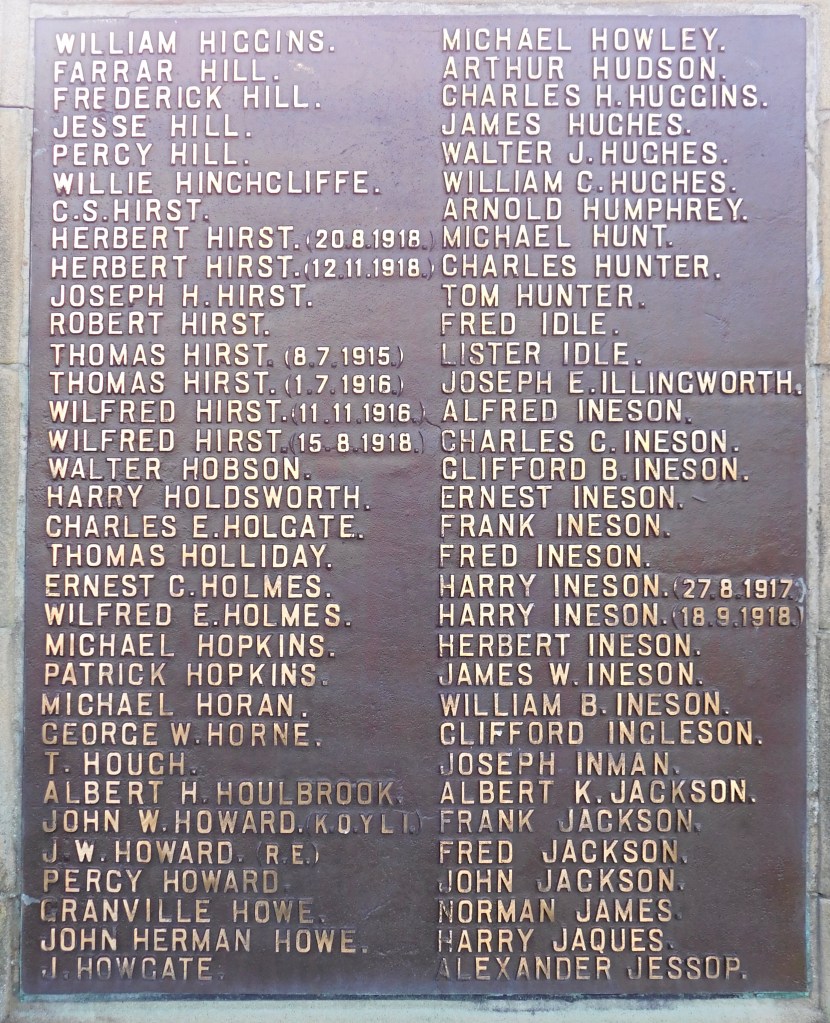 WILLIAM HIGGINS.
FARRAR HILL.
FREDERICK HILL.
JESSE HILL.
PERCY HILL.
WILLIE HINCHCLIFFE.
C.S.HIRST.
HERBERT HIRST.(20.8.1918.)
HERBERT HIRST.(12.11.1918.)
JOSEPH H.HIRST.
ROBERT HIRST.
THOMAS HIRST.(8.7.1915.)
THOMAS HIRST.(1.7.1916.)
WILFRED HIRST.(11.11.1916.)
WILFRED HIRST.(15.8.1918.)
WALTER HOBSON.
HARRY HOLDSWORTH.
CHARLES E.HOLGATE.
THOMAS HOLLIDAY.
ERNEST C.HOLMES.
WILFRED E.HOLMES.
MICHAEL HOPKINS.
PATRICK HOPKINS.
MICHAEL HORAN.
GEORGE W.HORNE.
T. HOUGH.
ALBERT H.HOULBROOK.
JOHN W.HOWARD.(K.O.Y.L.I.)
J.W.HOWARD. (R.E.)
PERCY HOWARD.
GRANVILLE HOWE.
JOHN HERMAN HOWE.
J.HOWGATE.
MICHAEL HOWLEY.
ARTHUR HUDSON.
CHARLES H.HUGGINS.
JAMES HUGHES.
WALTER J.HUGHES.
WILLIAM C.HUGHES.
ARNOLD HUMPHREY.
MICHAEL HUNT.
CHARLES HUNTER.
TOM HUNTER.
FRED IDLE.
LISTER IDLE.
JOSEPH E.ILLINGWORTH.
ALFRED INESON.
CHARLES C.INESON.
CLIFFORD B.INESON.
ERNEST INESON.
FRANK INESON.
FRED INESON.
HARRY INESON.(27.8.1917.)
HARRY INESON.(18.9.1918.)
HERBERT INESON.
JAMES W.INESON.
WILLIAM B.INESON.
CLIFFORD INGLESON.
JOSEPH INMAN.
ALBERT K.JACKSON.
FRANK JACKSON.
FRED JACKSON.
JOHN JACKSON.
NORMAN JAMES.
HARRY JAQUES.
ALEXANDER JESSOP.